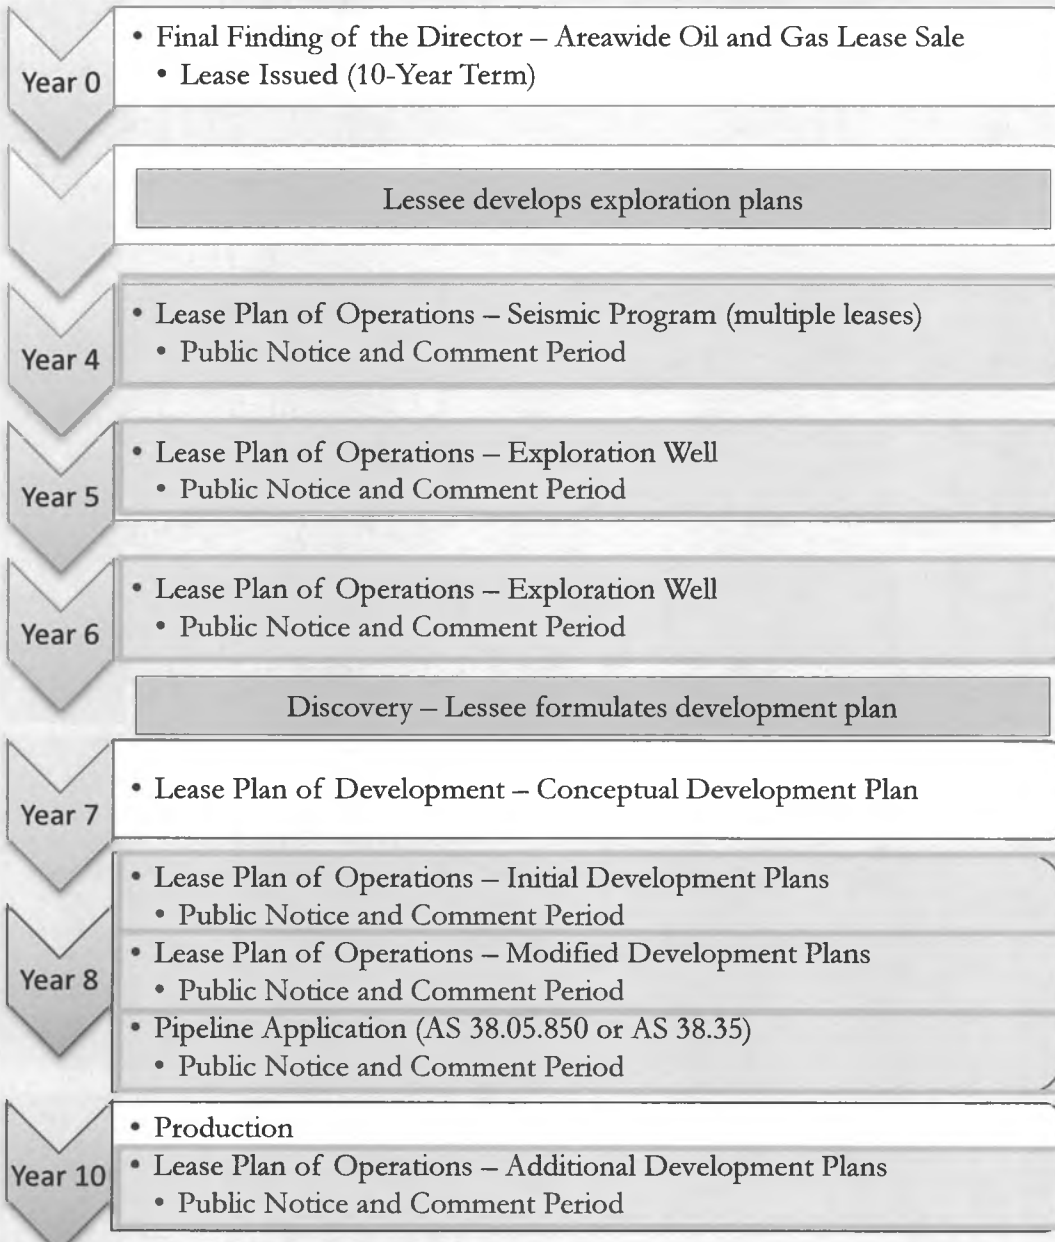 Year 0
• Final Finding of the Director – Areawide Oil and Gas Lease Sale
• Lease Issued (10-Year Term)
Lessee develops exploration plans
Year 4
• Lease Plan of Operations – Seismic Program (multiple leases)
• Public Notice and Comment Period
Year 5
• Lease Plan of Operations – Exploration Well
• Public Notice and Comment Period
Year 6
• Lease Plan of Operations – Exploration Well
• Public Notice and Comment Period
Discovery – Lessee formulates development plan
Year 7
• Lease Plan of Development – Conceptual Development Plan
Year 8
• Lease Plan of Operations – Initial Development Plans
• Public Notice and Comment Period
• Lease Plan of Operations – Modified Development Plans
• Public Notice and Comment Period
• Pipeline Application (AS 38.05.850 or AS 38.35)
• Public Notice and Comment Period
Year 10
• Production
• Lease Plan of Operations – Additional Development Plans
• Public Notice and Comment Period